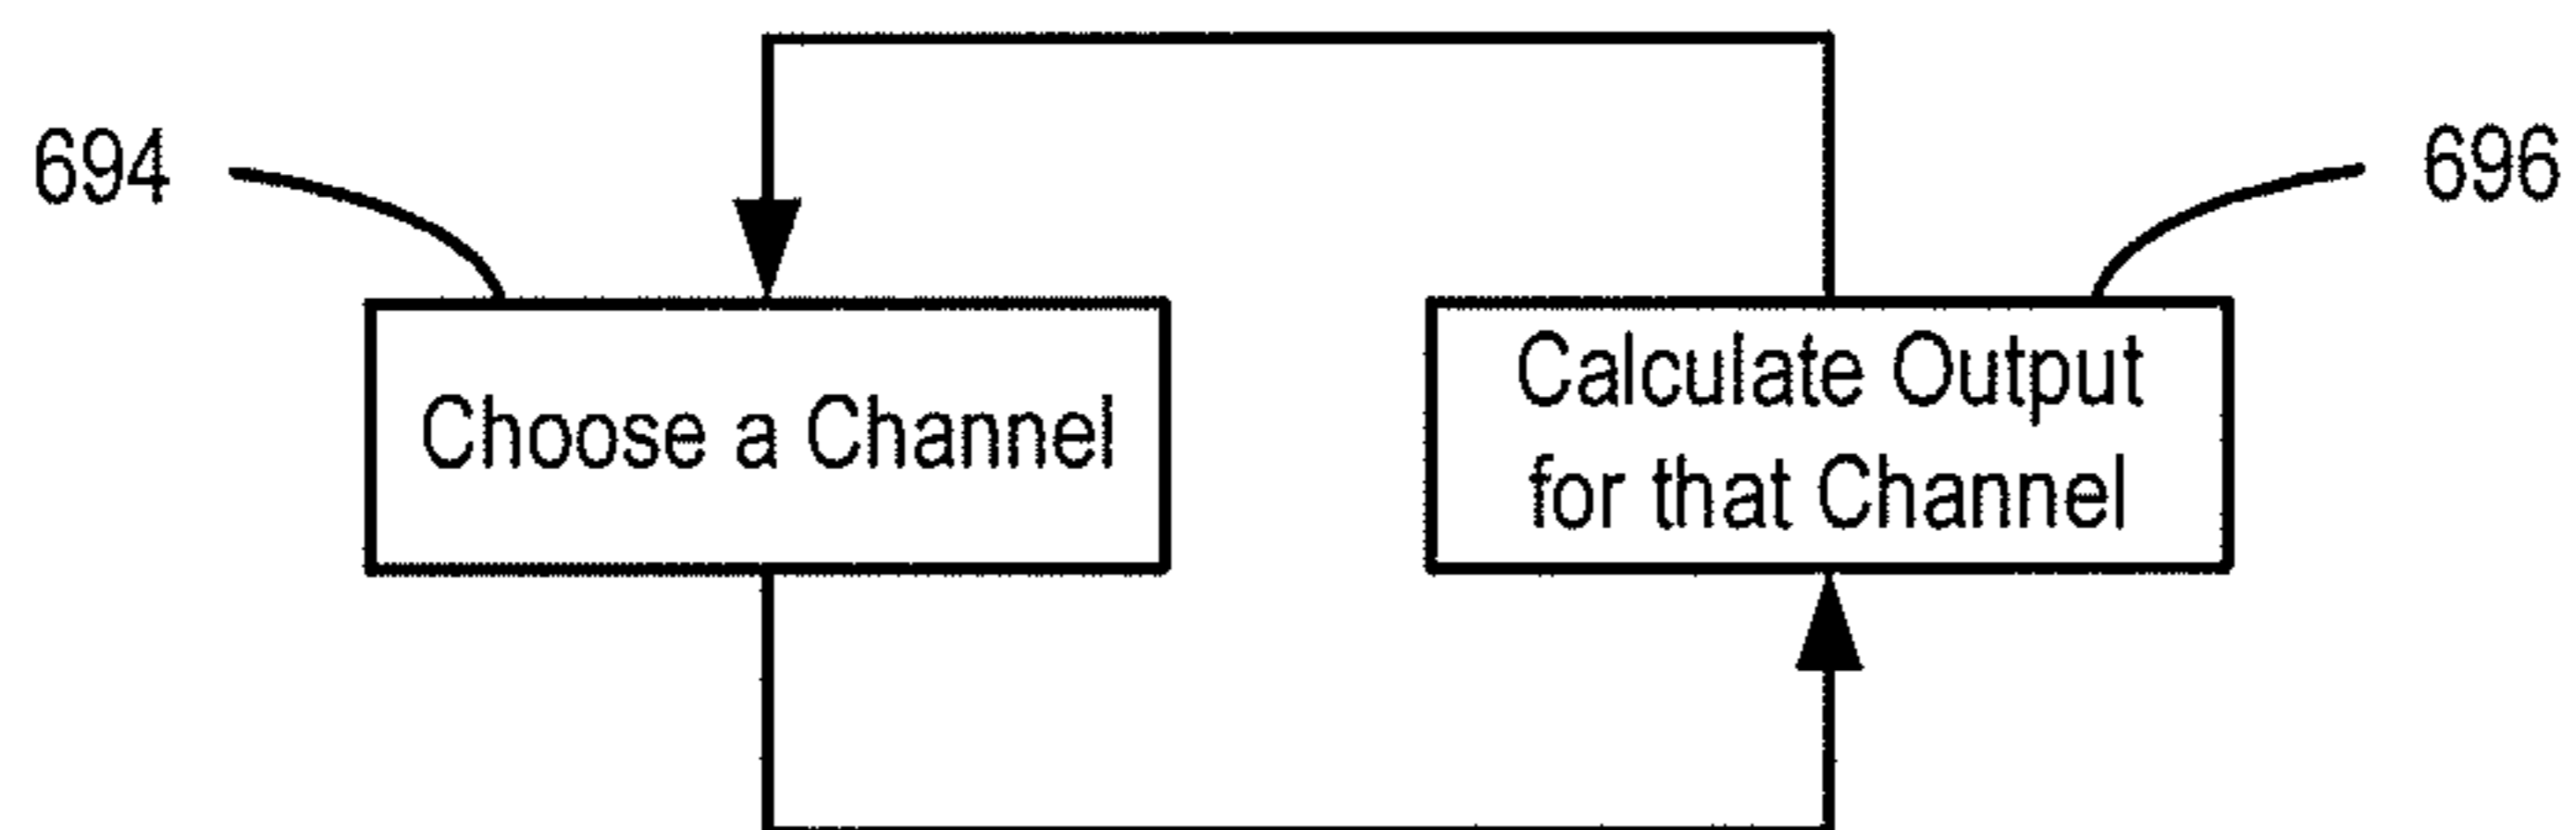 694
696
Choose a Channel
Calculate Output
for that Channel